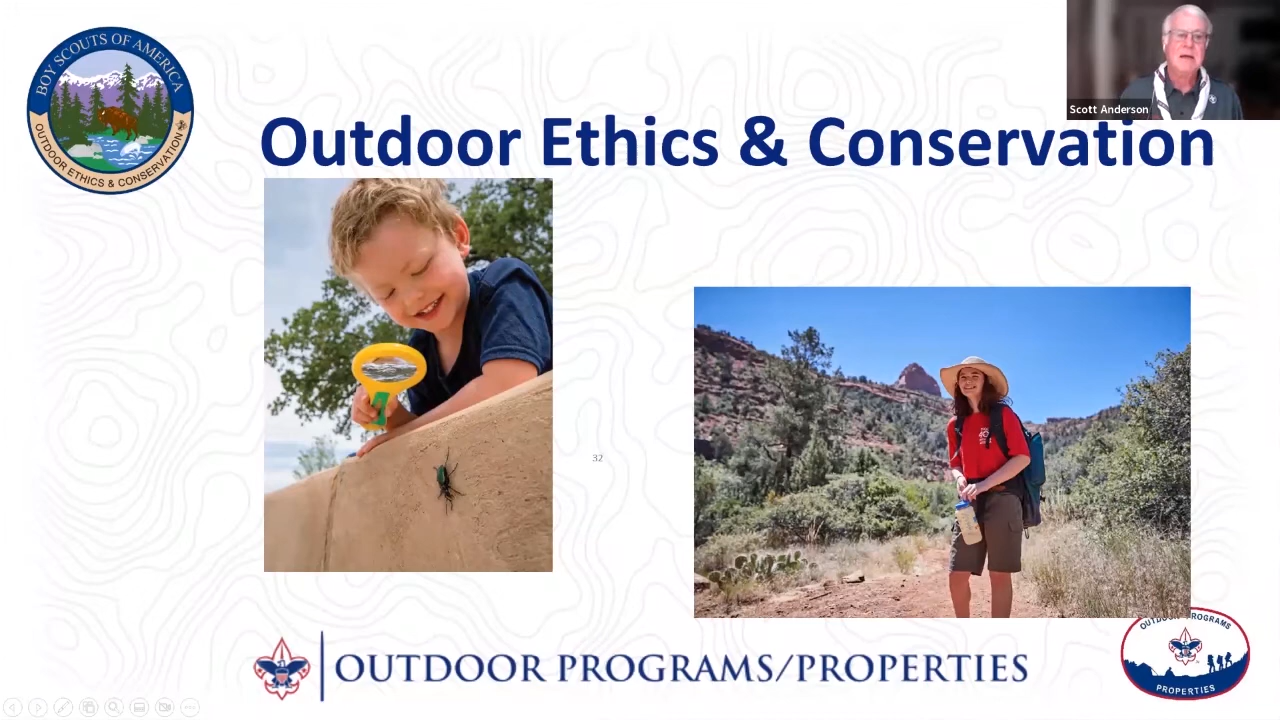 BOY SCOUTS OF AMERICA
OUTDOOR ETHICS & CONSERVATION
Scott Anderson
Outdoor Ethics & Conservation
32
OUTDOOR PROGRAMS/PROPERTIES
OUTDOOR PROGRAMS
PROPERTIES